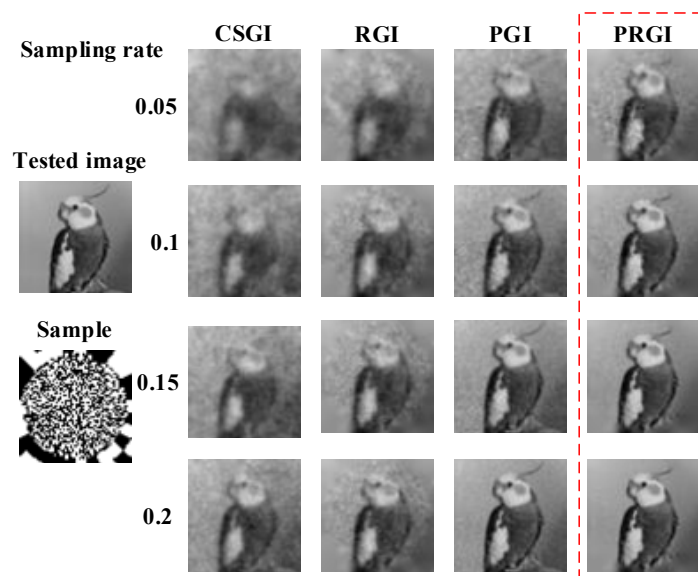 CSGI RGI PGI PRGI
Sampling rate
0.05
Tested image
0.1
Sample
0.15
0.2